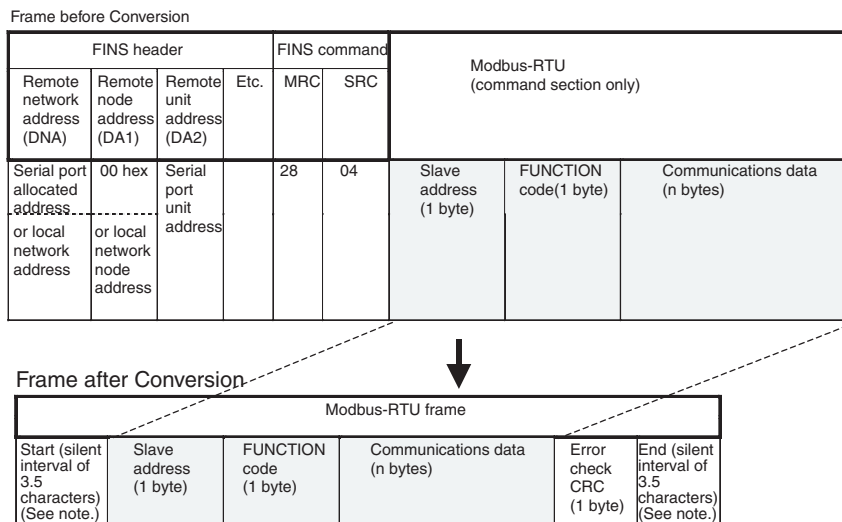 Frame before Conversion
FINS header
FINS command
Modbus-RTU
(command section only)
Remote
network
address
(DNA)
Remote
node
address
(DA1)
Remote
unit
address
(DA2)
Etc.
MRC
SRC
Serial port
allocated
address
or local
network
address
00 hex
or local
network
node
address
Serial
port
unit
address
28
04
Slave
address
(1 byte)
FUNCTION
code(1 byte)
Communications data
(n bytes)
Frame after Conversion
Modbus-RTU frame
Start (silent
interval of
3.5
characters)
(See note.)
Slave
address
(1 byte)
FUNCTION
code
(1 byte)
Communications data
(n bytes)
Error
check
CRC
(1 byte)
End (silent
interval of
3.5
characters)
(See note.)